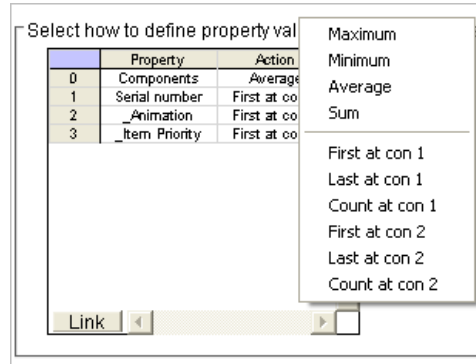 Select how to define property val
Property Action
0 Components Average
1 Serial number First at co
2 _Animation First at co
3 _Item Priority First at co
Link
Maximum
Minimum
Average
Sum
First at con 1
Last at con 1
Count at con 1
First at con 2
Last at con 2
Count at con 2